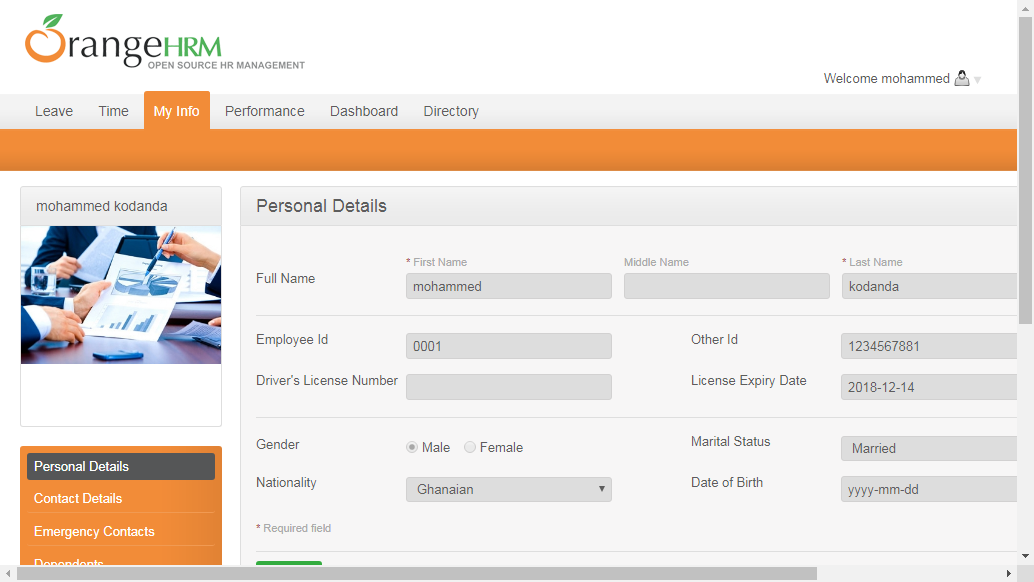 OrangeHRM
OPEN SOURCE HR MANAGEMENT
Welcome mohammed
Leave Time My Info Performance Dashboard Directory
mohammed kodanda
Personal Details
* First Name Middle Name * Last Name
Full Name
mohammed kodanda
Employee Id 0001 Other Id 1234567881
Driver's License Number License Expiry Date 2018-12-14
Gender Male Female Marital Status Married
Nationality Ghanaian Date of Birth yyyy-mm-dd
* Required field
Personal Details
Contact Details
Emergency Contacts
Dependents